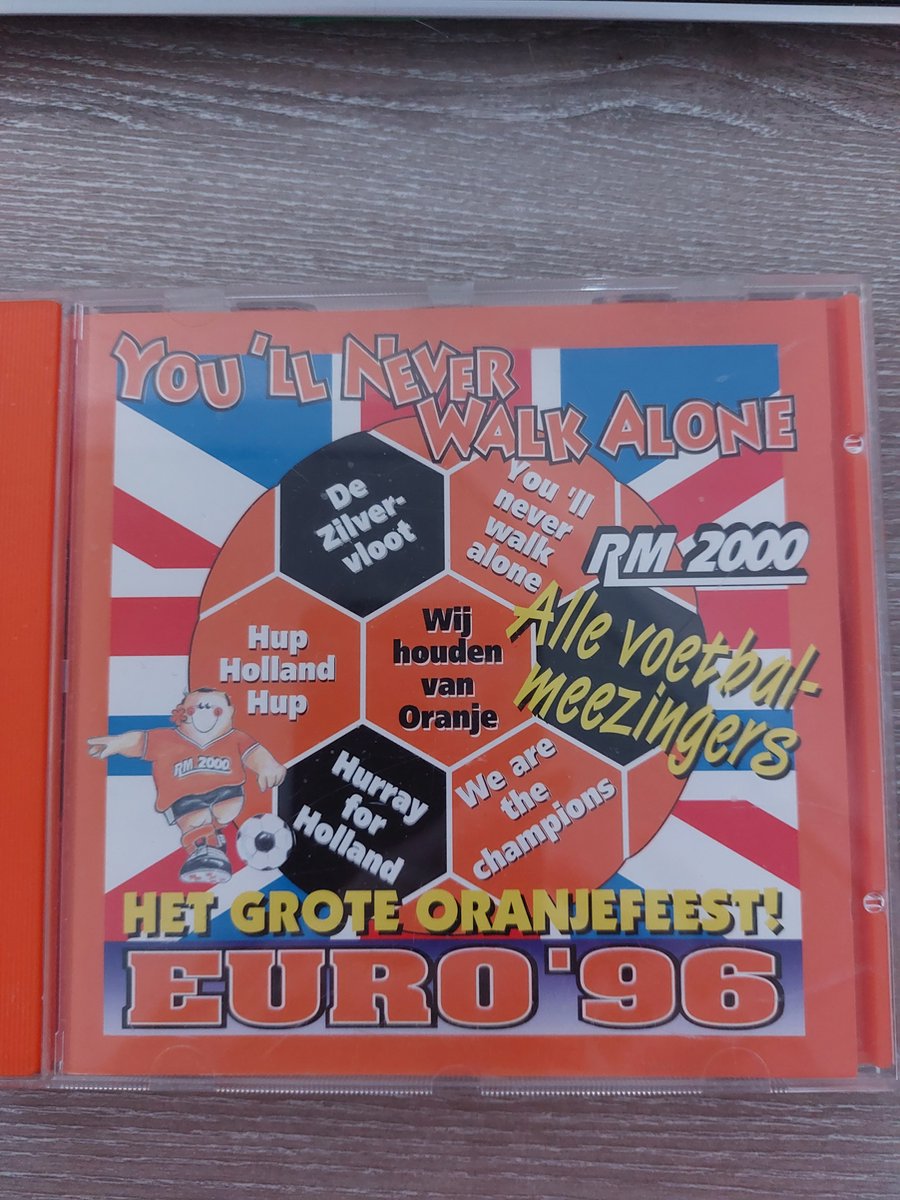 YOU'LL NEVER
WALK ALONE
De
Zilver-
vloot
You 'll
never
walk
alone
RM 2000
Alle voetbal-
meezingers
Hup
Holland
Hup
Wij
houden
van
Oranje
RM 2000
Hurray
for
Holland
We are
the
champions
HET GROTE ORANJEFEEST!
EURO '96